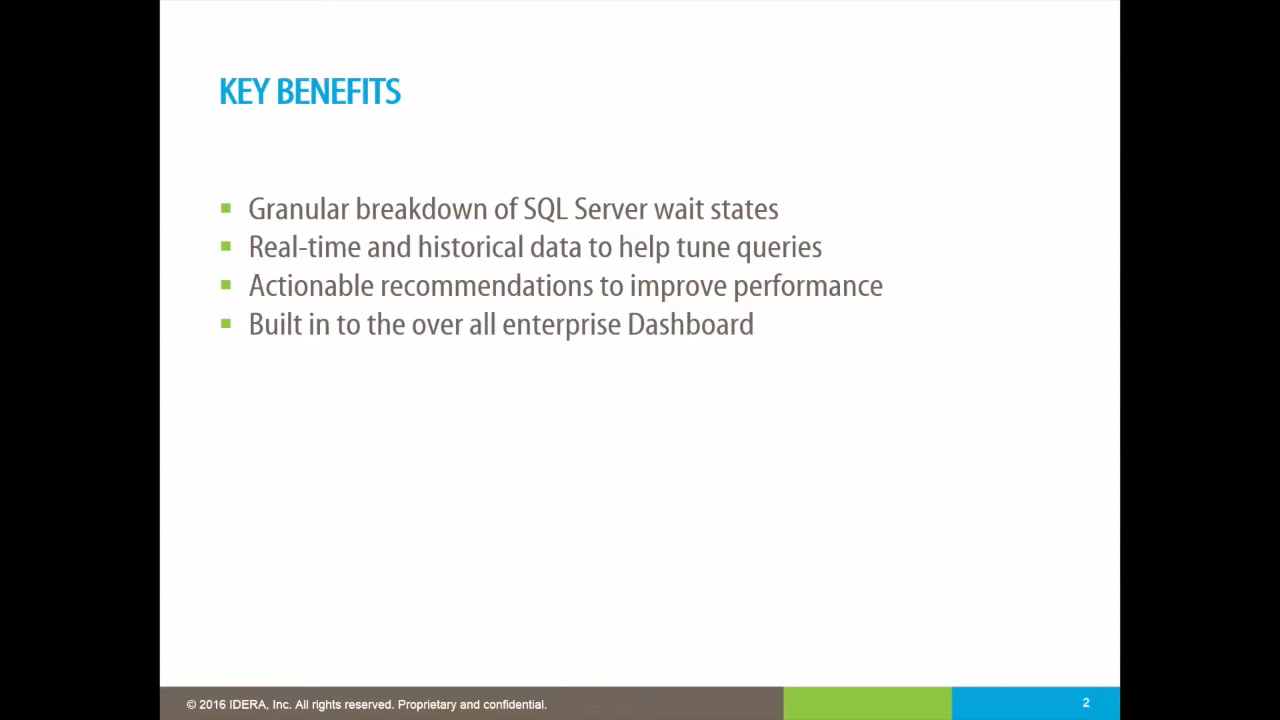 KEY BENEFITS
Granular breakdown of SQL Server wait states
Real-time and historical data to help tune queries
Actionable recommendations to improve performance
Built in to the over all enterprise Dashboard
© 2016 IDERA, Inc. All rights reserved. Proprietary and confidential.
2